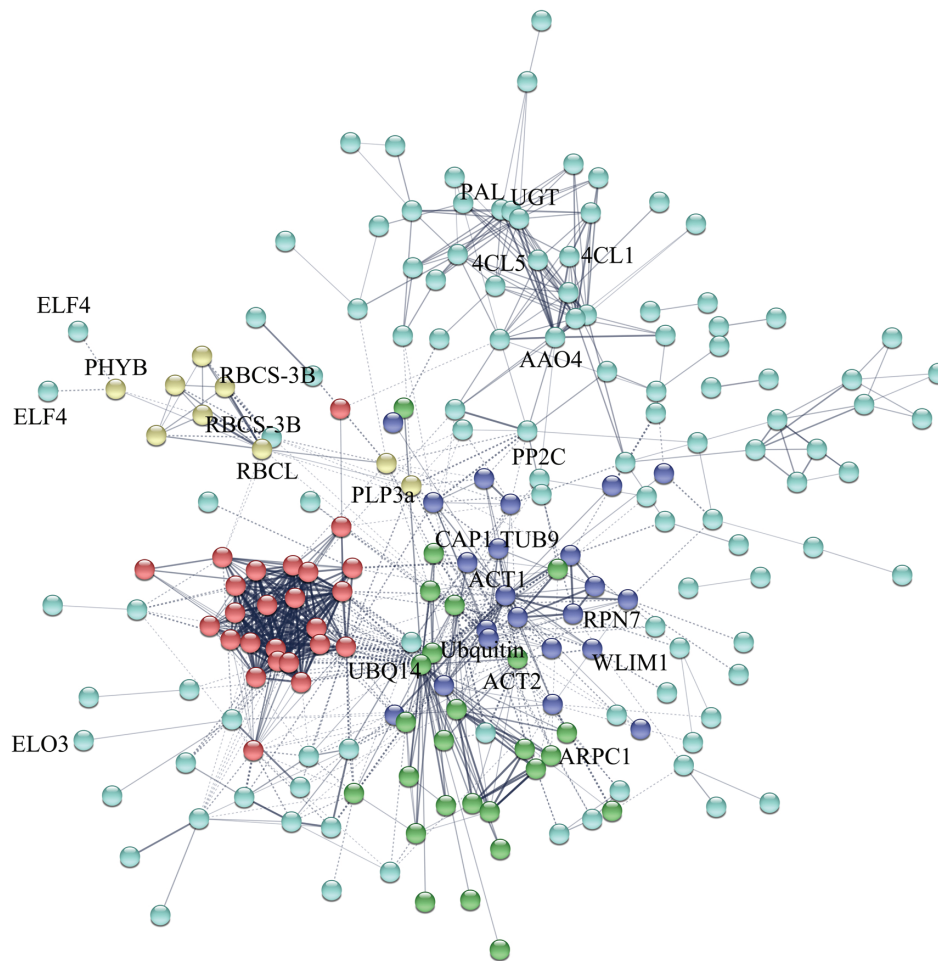 PAL
UGT
4CL5
4CL1
ELF4
PHYB
RBCS-3B
AAO4
ELF4
RBCS-3B
RBCL
PP2C
PLP3a
CAP1
TUB9
ACT1
RPN7
Ubquitin
UBQ14
WLIM1
ACT2
ELO3
ARPC1